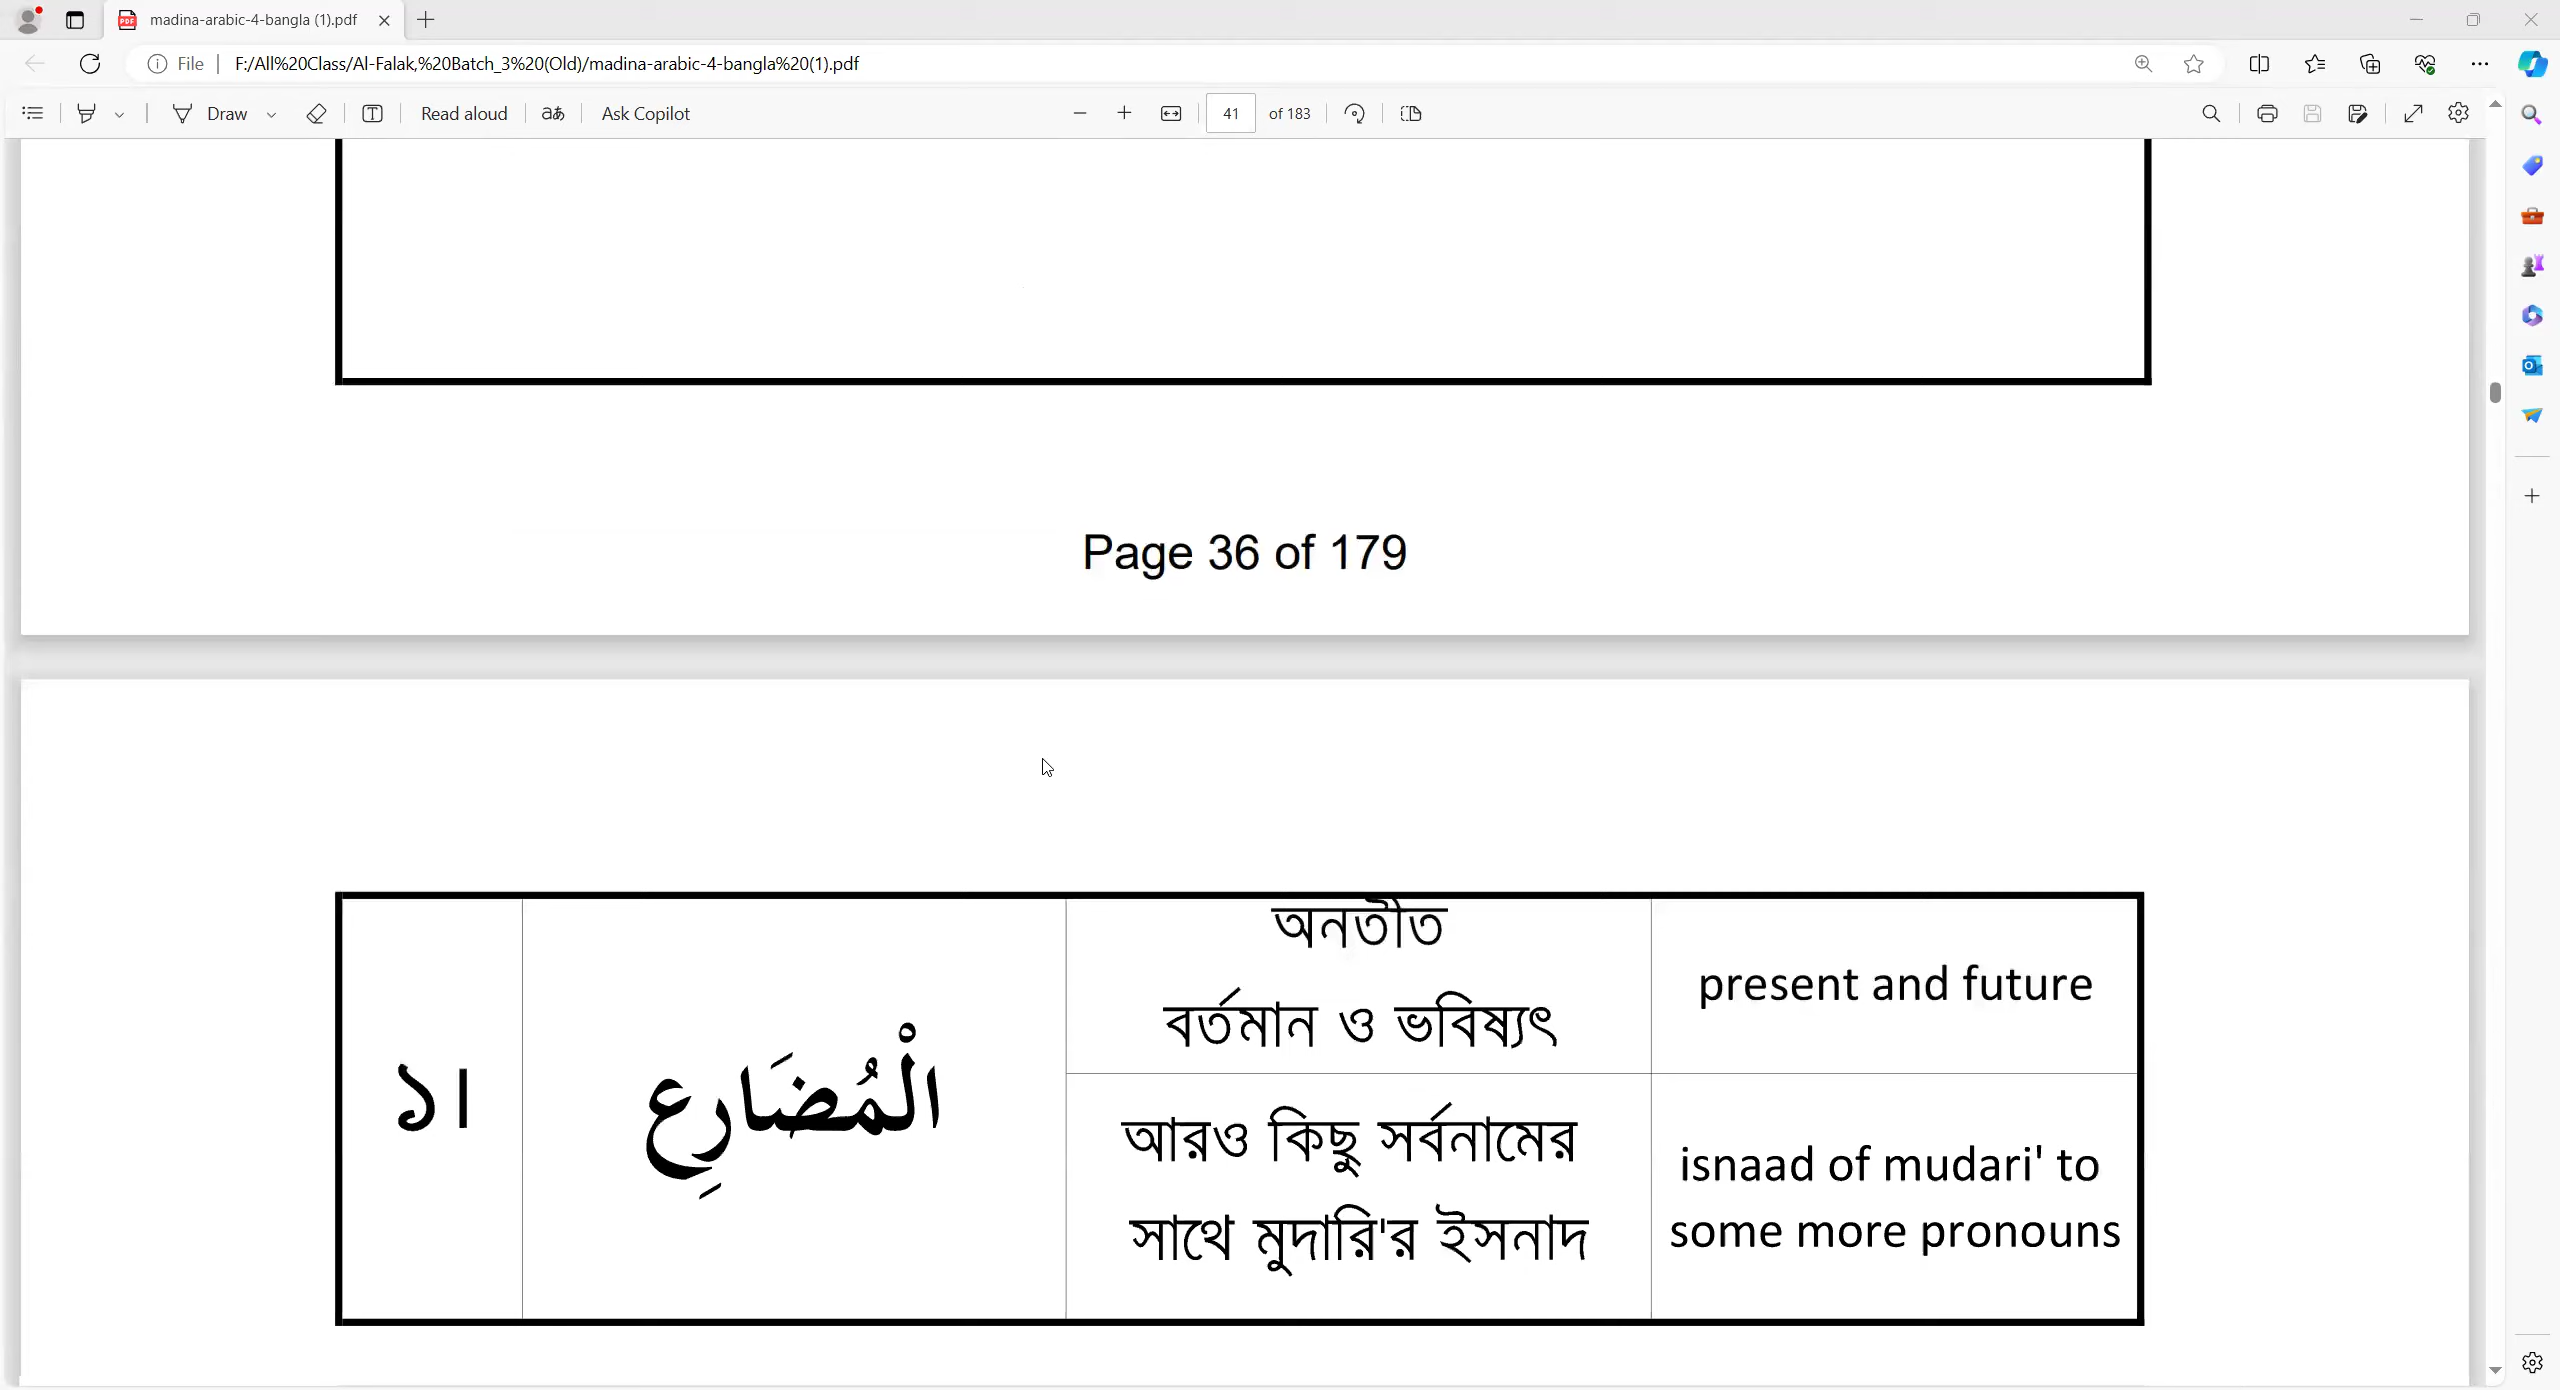 madina-arabic-4-bangla (1).pdf
File
F:/All%20Class/Al-Falak,%20Batch_3%20(Old)/madina-arabic-4-bangla%20(1).pdf
Draw
Read aloud
aあ
Ask Copilot
41 of 183
Page 36 of 179
অনতীত
বর্তমান ও ভবিষ্যৎ
present and future
১।
الْمُضَارِعِ
আরও কিছু সর্বনামের
সাথে মুদারি'র ইসনাদ
isnaad of mudari' to
some more pronouns